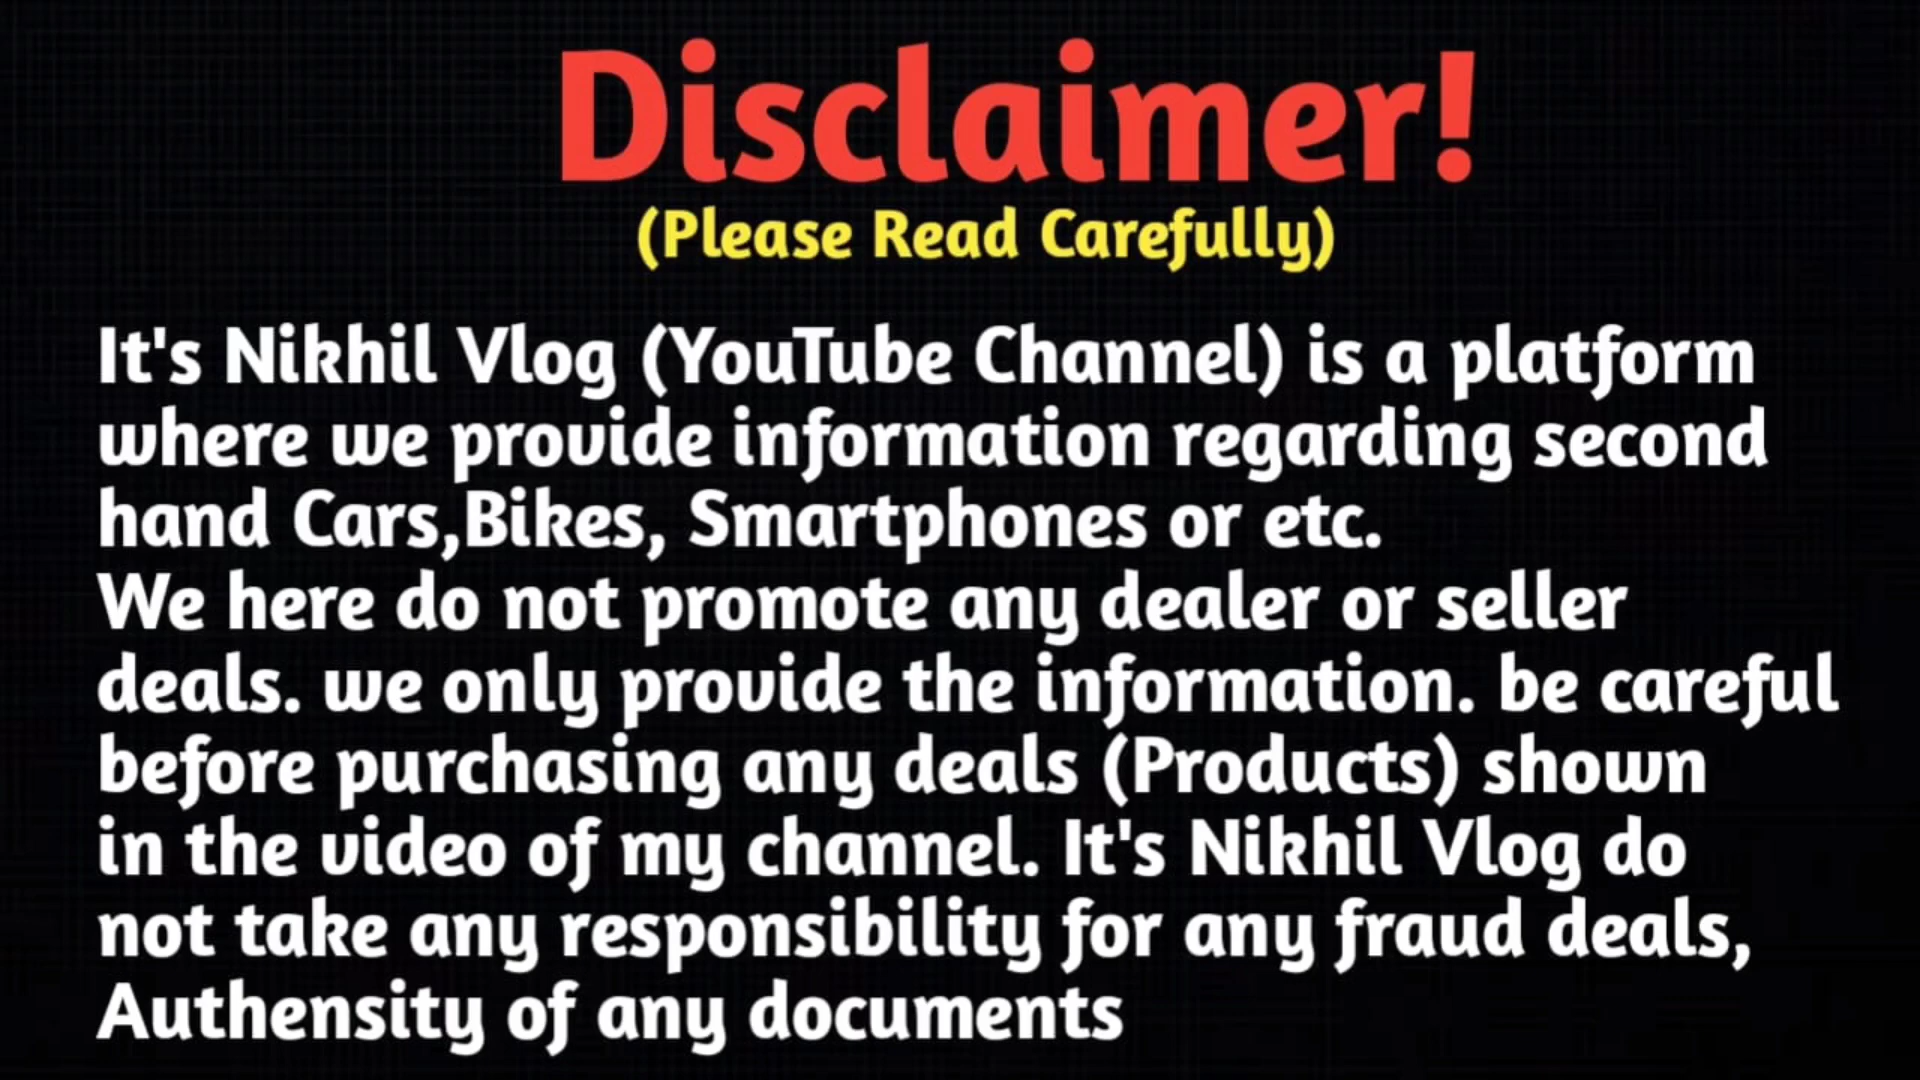 Disclaimer!
(Please Read Carefully)
It's Nikhil Vlog (YouTube Channel) is a platform
where we provide information regarding second
hand Cars,Bikes, Smartphones or etc.
We here do not promote any dealer or seller
deals. we only provide the information. be careful
before purchasing any deals (Products) shown
in the video of my channel. It's Nikhil Vlog do
not take any responsibility for any fraud deals,
Authensity of any documents